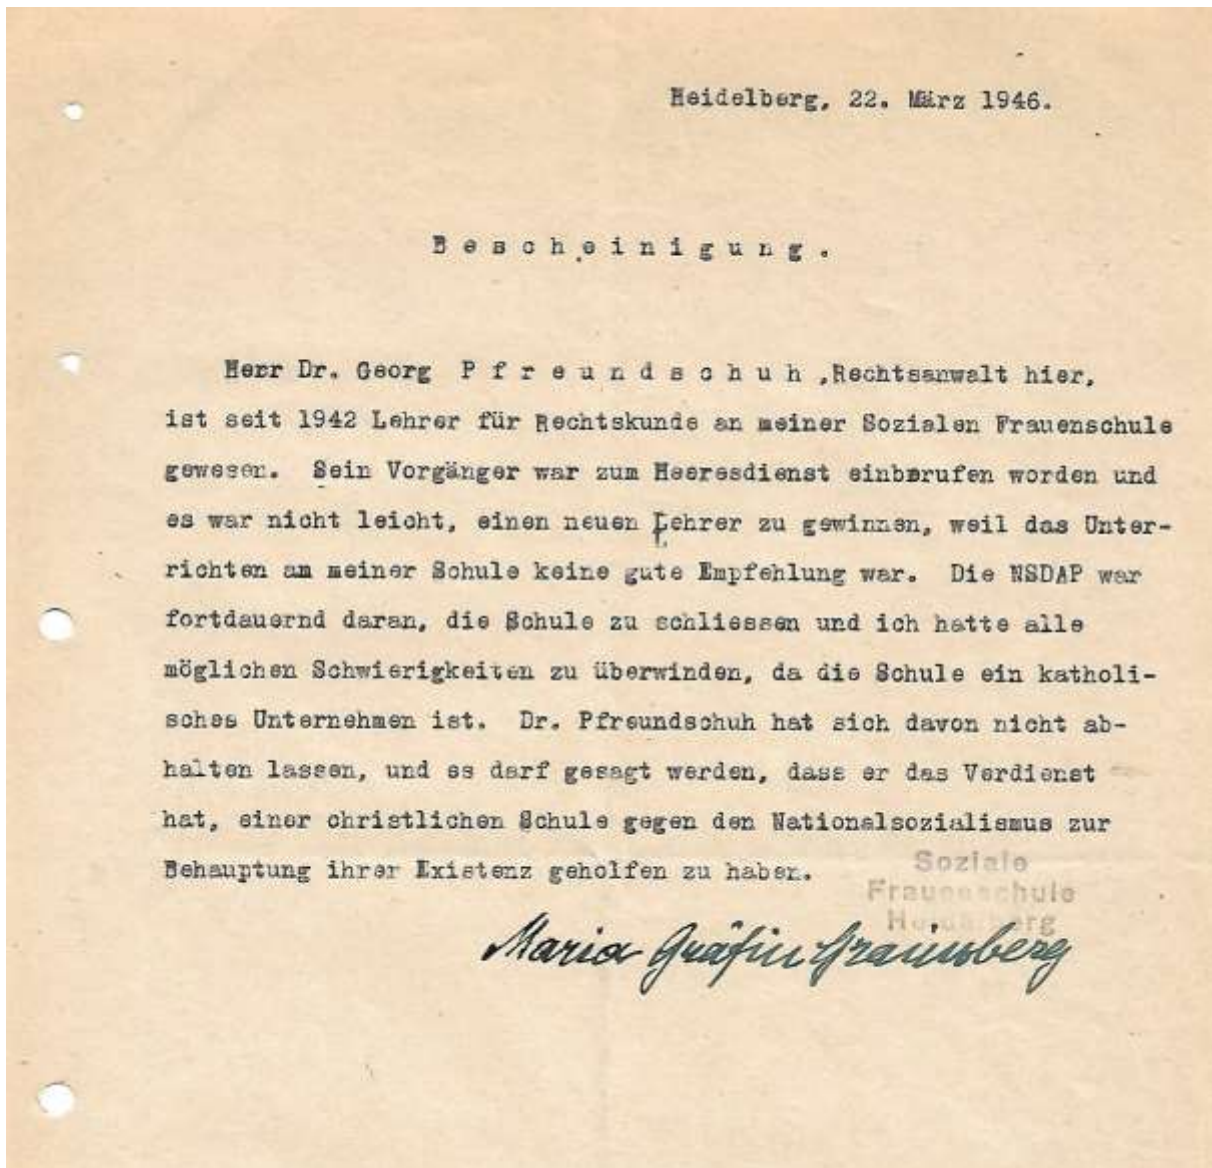 Heidelberg, 22. März 1946.
B e s c h e i n i g u n g .
Herr Dr. Georg P f r e u n d s c h u h ,Rechtsanwalt hier,
ist seit 1942 Lehrer für Rechtskunde an meiner Sozialen Frauenschule
gewesen. Sein Vorgänger war zum Heeresdienst einberufen worden und
es war nicht leicht, einen neuen Lehrer zu gewinnen, weil das Unter-
richten an meiner Schule keine gute Empfehlung war. Die NSDAP war
fortdauernd daran, die Schule zu schliessen und ich hatte alle
möglichen Schwierigkeiten zu überwinden, da die Schule ein katholi-
sches Unternehmen ist. Dr. Pfreundschuh hat sich davon nicht ab-
halten lassen, und es darf gesagt werden, dass er das Verdienst
hat, einer christlichen Schule gegen den Nationalsozialismus zur
Behauptung ihrer Existenz geholfen zu haben.
Soziale
Frauenschule
Heidelberg
Maria Gräfin Graimberg